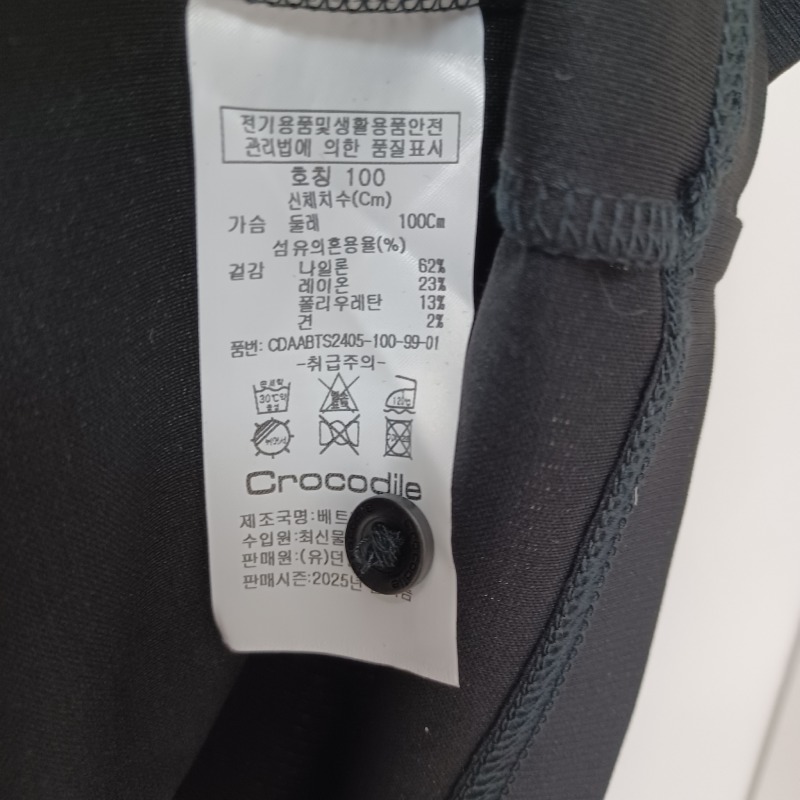 전기용품및생활용품안전
관리법에 의한 품질표시
호칭 100
신체치수(Cm)
가슴 둘레 100Cm
섬유의혼용율(%)
겉감 나일론 62%
레이온 23%
폴리우레탄 13%
견 2%
품번: CDAABTS2405-100-99-01
-취급주의-
30℃
120℃
Crocodile
제조국명:베트
수입원:최신물
판매원:(유)던
판매시즌:2025년